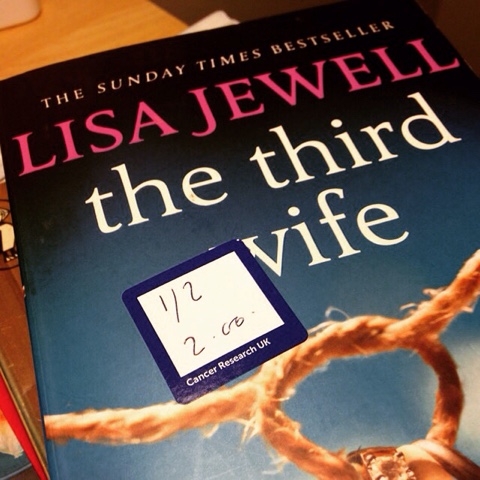 THE SUNDAY TIMES BESTSELLER
LISA JEWELL
the third
wife
1/2
2.00.
Cancer Research UK